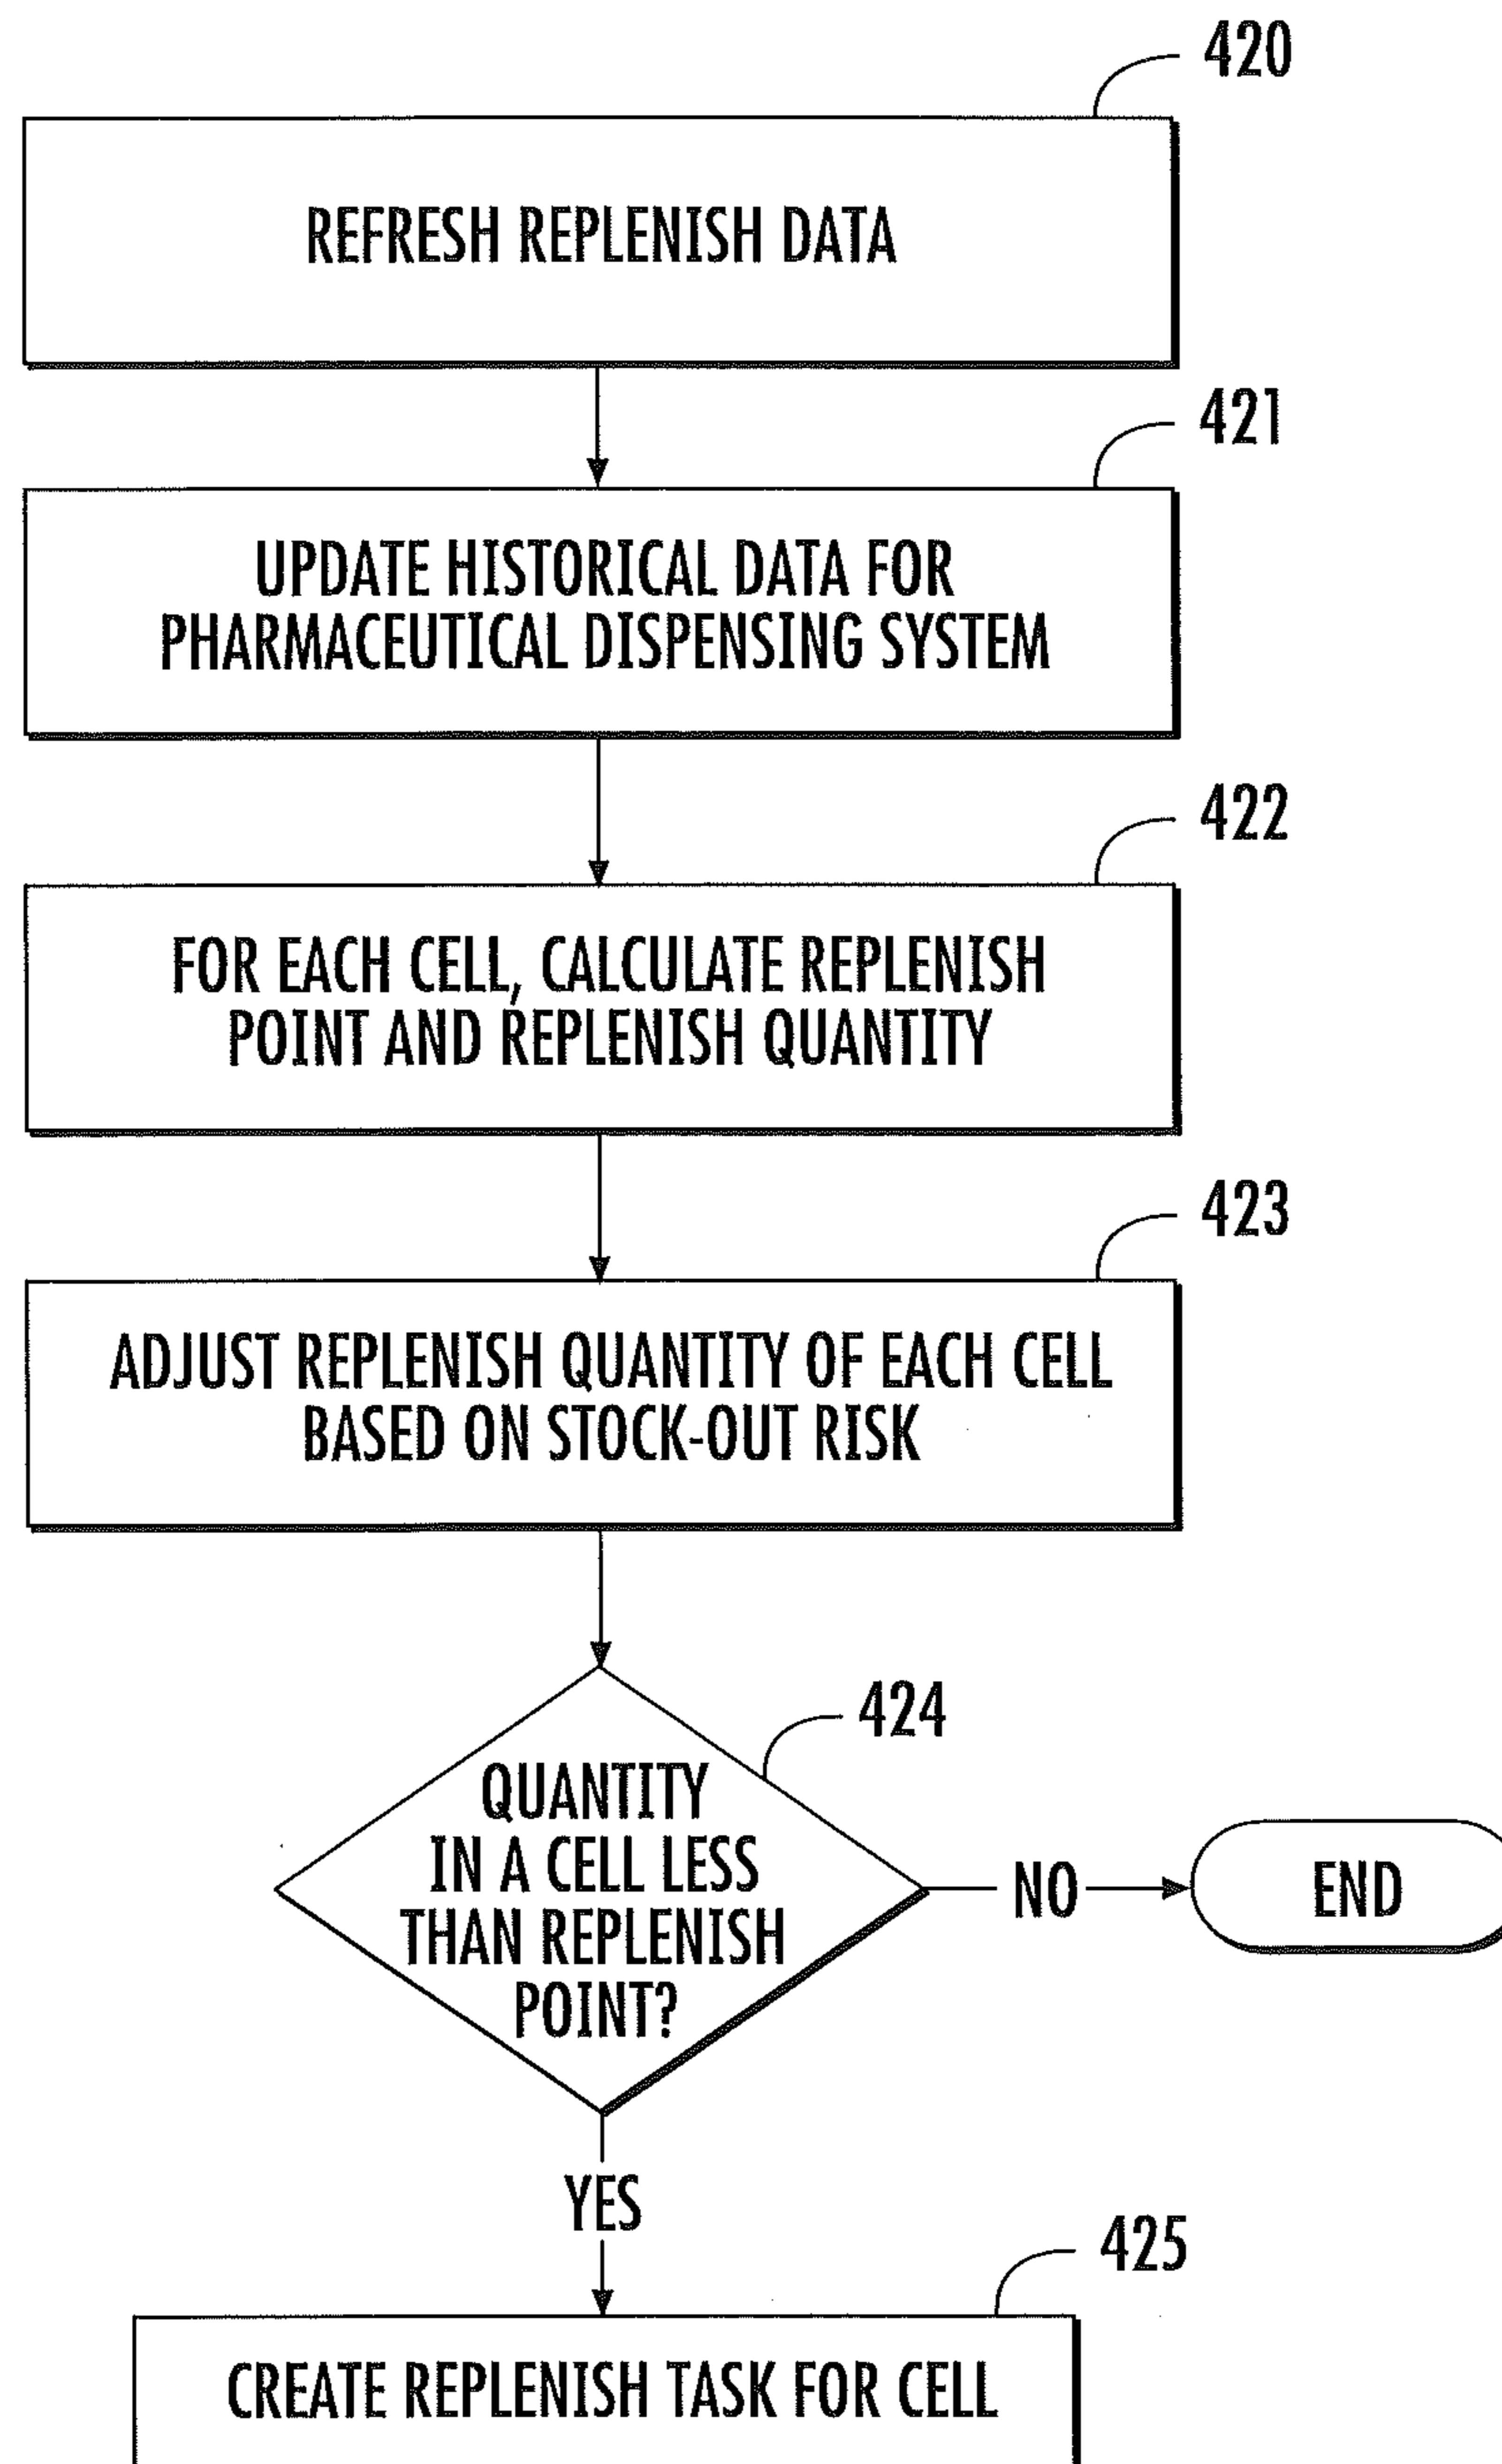 420
REFRESH REPLENISH DATA
421
UPDATE HISTORICAL DATA FOR
PHARMACEUTICAL DISPENSING SYSTEM
422
FOR EACH CELL, CALCULATE REPLENISH
POINT AND REPLENISH QUANTITY
423
ADJUST REPLENISH QUANTITY OF EACH CELL
BASED ON STOCK-OUT RISK
424
QUANTITY
IN A CELL LESS
THAN REPLENISH
POINT?
NO
END
YES
425
CREATE REPLENISH TASK FOR CELL